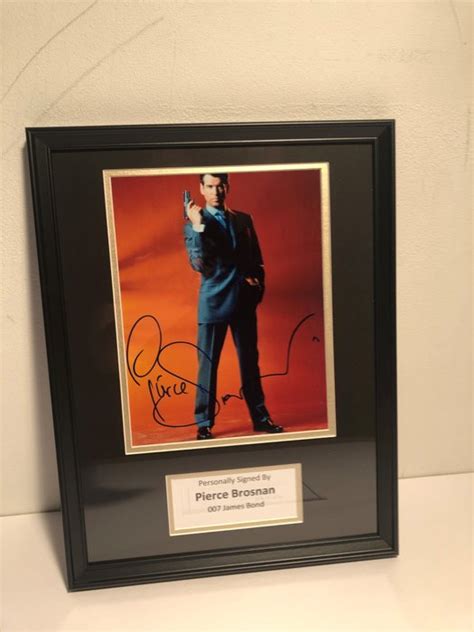 Pierce
Personally Signed By
Pierce Brosnan
007 James Bond